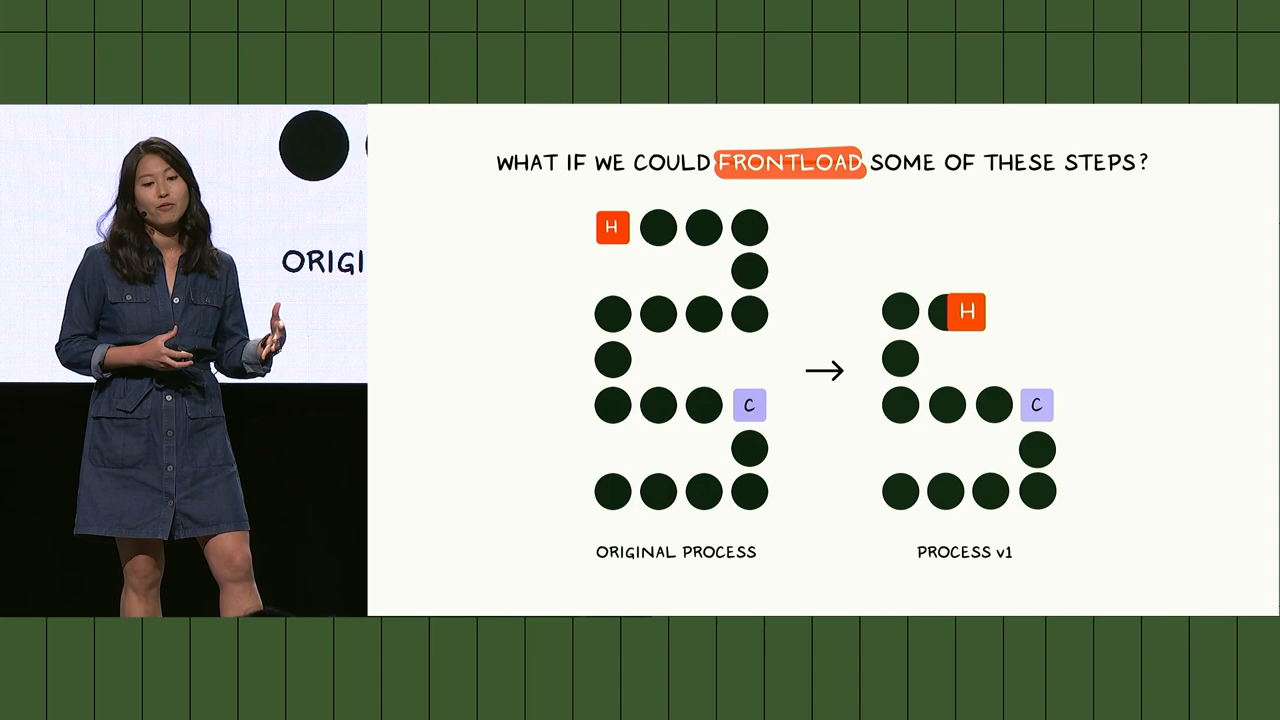 ORIGI
WHAT IF WE COULD FRONTLOAD SOME OF THESE STEPS?
H
H
C
C
ORIGINAL PROCESS
PROCESS v1